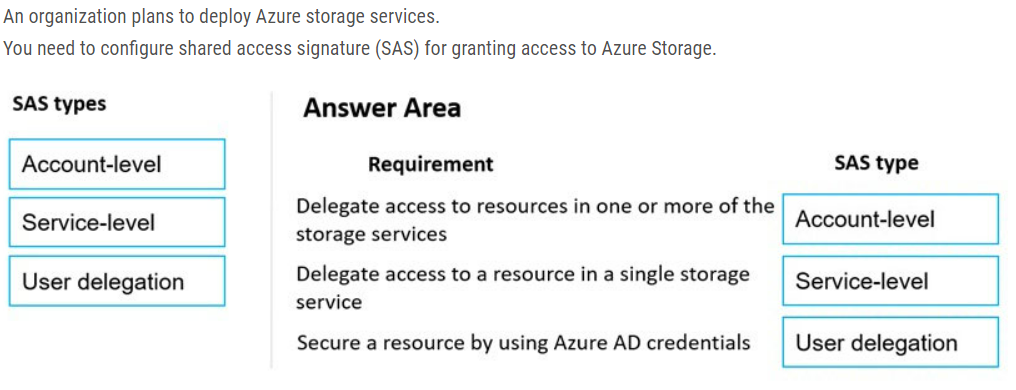 An organization plans to deploy Azure storage services.
You need to configure shared access signature (SAS) for granting access to Azure Storage.
SAS types
Account-level
Service-level
User delegation
Answer Area
Requirement
SAS type
Delegate access to resources in one or more of the
storage services
Account-level
Delegate access to a resource in a single storage
service
Service-level
Secure a resource by using Azure AD credentials
User delegation